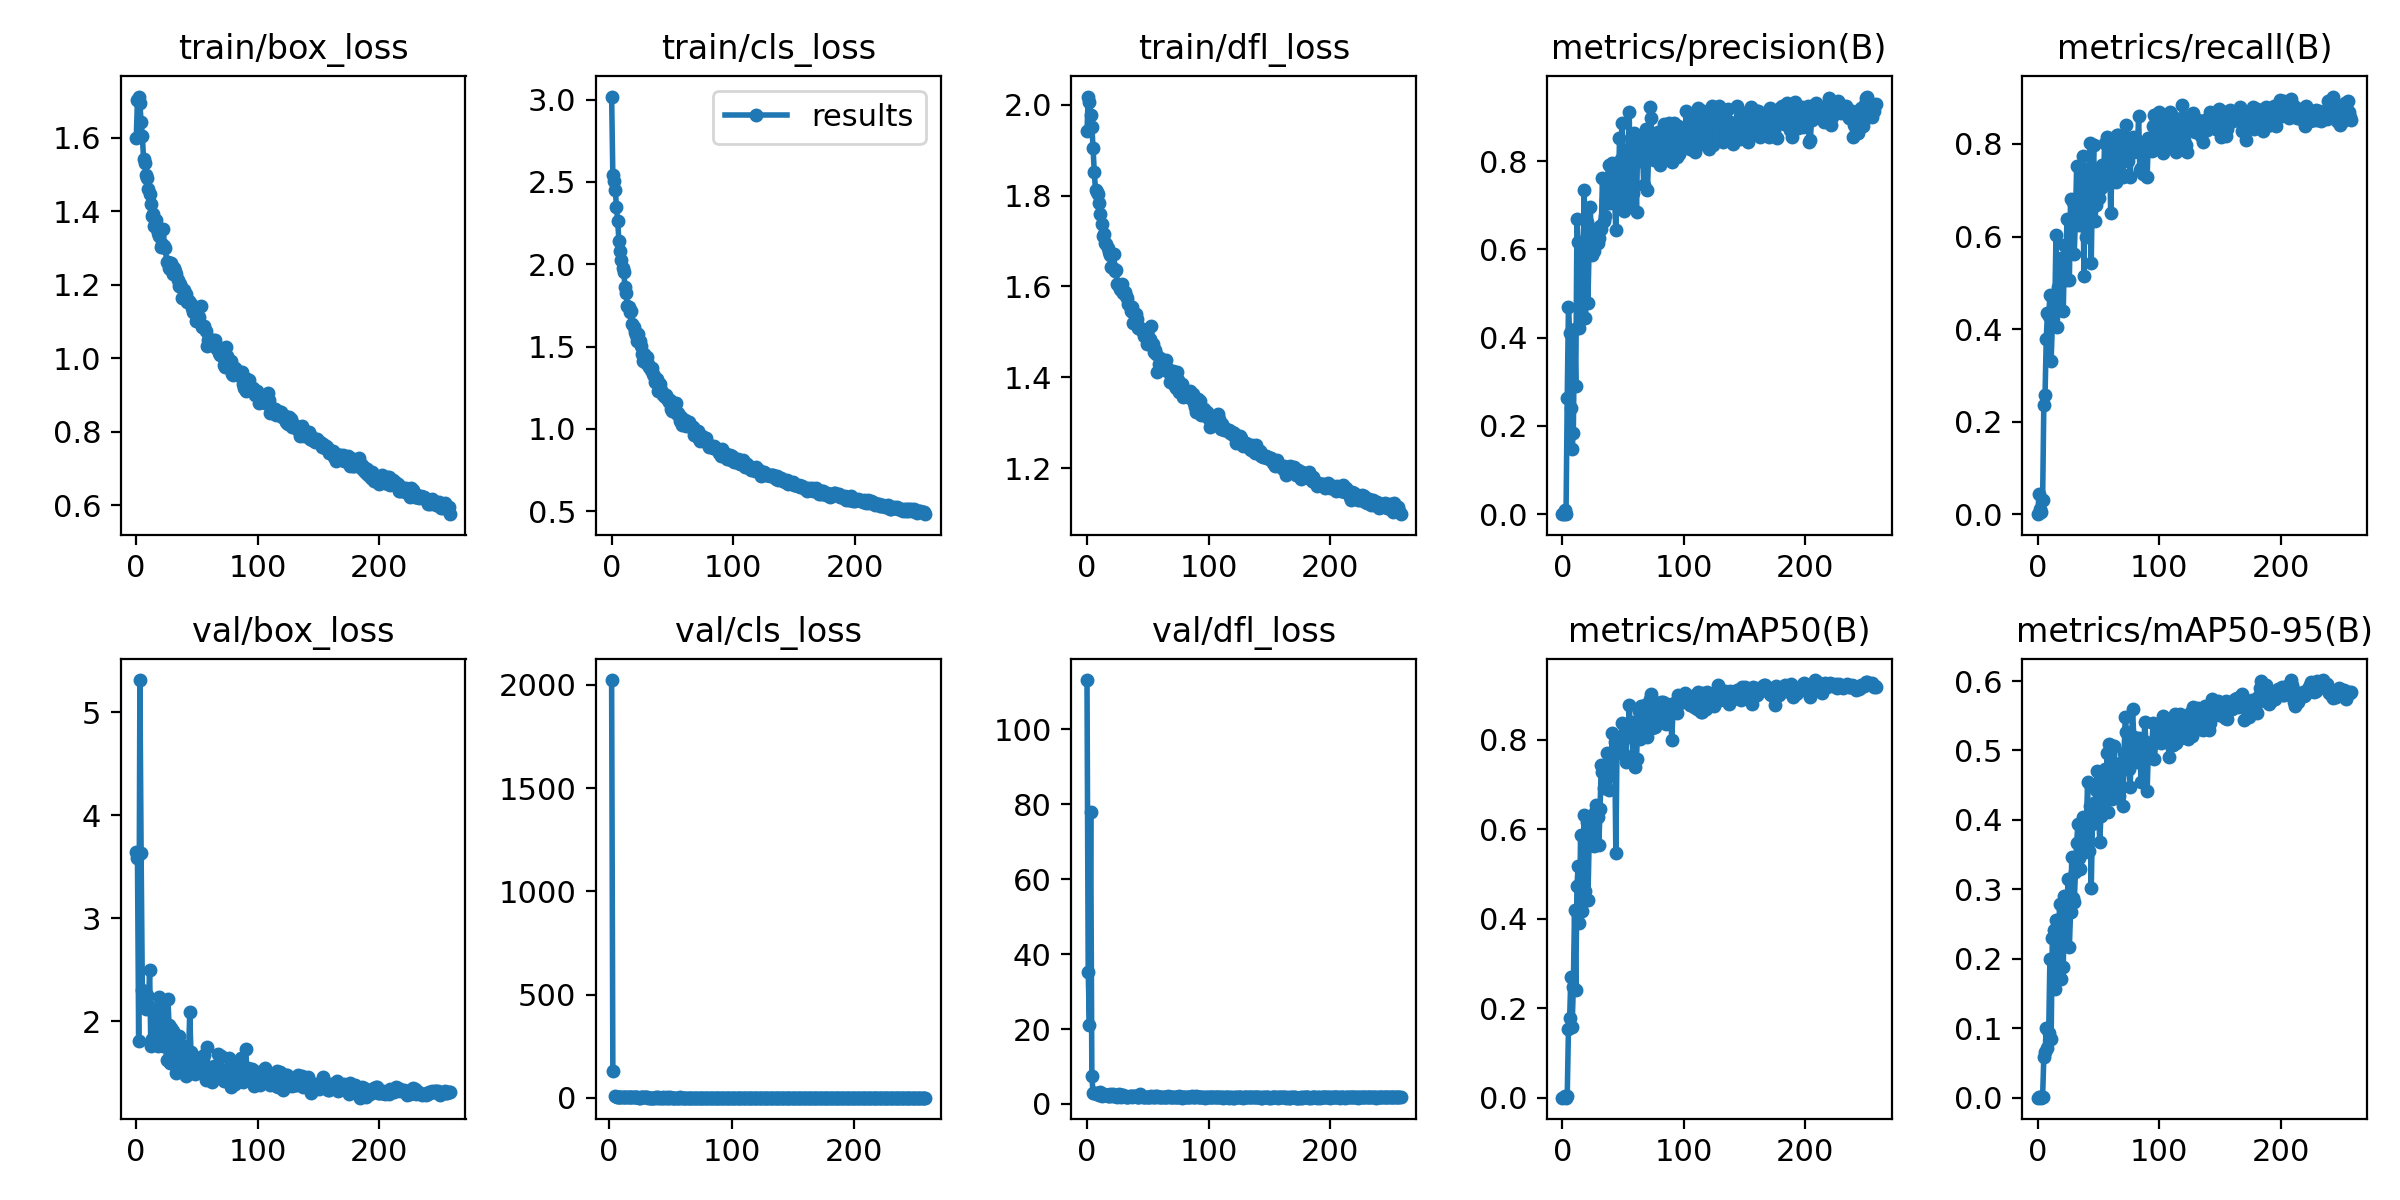 train/box_loss
train/cls_loss
train/dfl_loss
metrics/precision(B)
metrics/recall(B)
results
1.6
1.4
1.2
1.0
0.8
0.6
0 100 200
3.0
2.5
2.0
1.5
1.0
0.5
0 100 200
2.0
1.8
1.6
1.4
1.2
0 100 200
0.8
0.6
0.4
0.2
0.0
0 100 200
0.8
0.6
0.4
0.2
0.0
0 100 200
val/box_loss
val/cls_loss
val/dfl_loss
metrics/mAP50(B)
metrics/mAP50-95(B)
5
4
3
2
0 100 200
2000
1500
1000
500
0
0 100 200
100
80
60
40
20
0
0 100 200
0.8
0.6
0.4
0.2
0.0
0 100 200
0.6
0.5
0.4
0.3
0.2
0.1
0.0
0 100 200